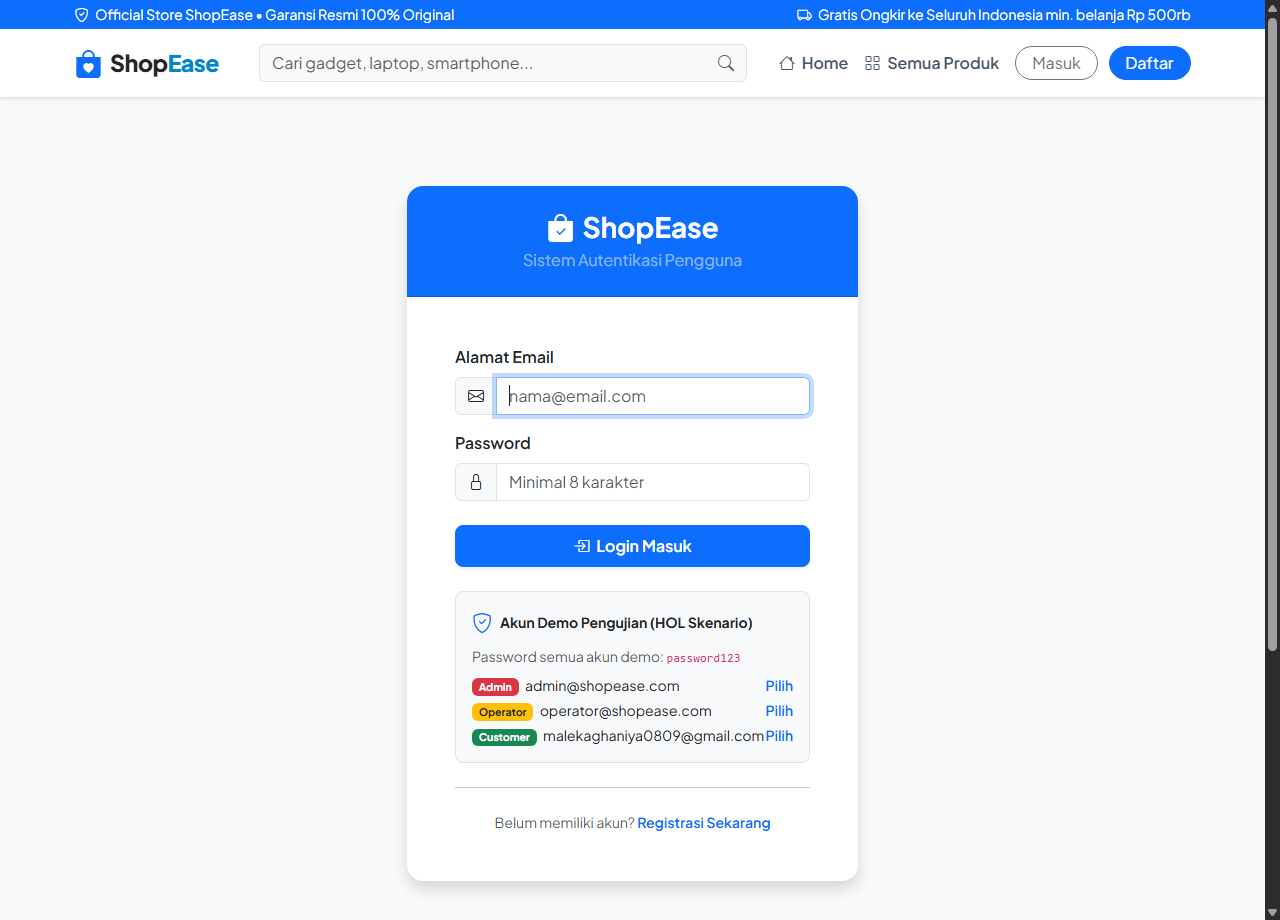 Official Store ShopEase • Garansi Resmi 100% Original
Gratis Ongkir ke Seluruh Indonesia min. belanja Rp 500rb
ShopEase
Cari gadget, laptop, smartphone...
Home
Semua Produk
Masuk
Daftar
ShopEase
Sistem Autentikasi Pengguna
Alamat Email
nama@email.com
Password
Minimal 8 karakter
Login Masuk
Akun Demo Pengujian (HOL Skenario)
Password semua akun demo: password123
Admin admin@shopease.com Pilih
Operator operator@shopease.com Pilih
Customer malekaghaniya0809@gmail.com Pilih
Belum memiliki akun? Registrasi Sekarang